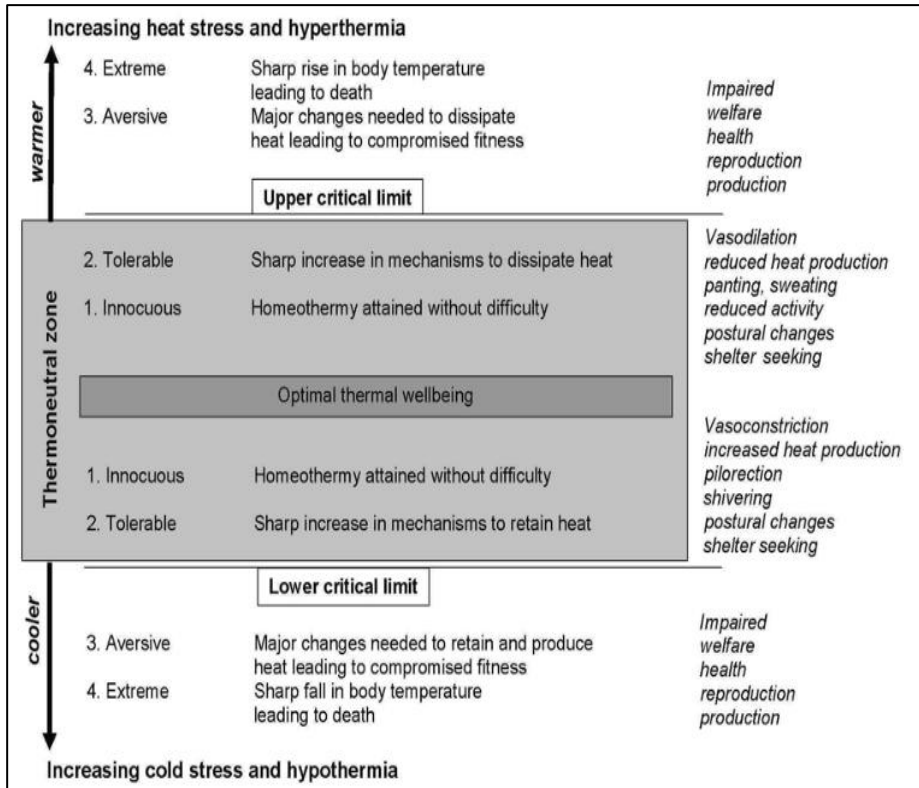 Increasing heat stress and hyperthermia
warmer
4. Extreme Sharp rise in body temperature
leading to death
3. Aversive Major changes needed to dissipate
heat leading to compromised fitness
Impaired
welfare
health
reproduction
production
Upper critical limit
Thermoneutral zone
2. Tolerable Sharp increase in mechanisms to dissipate heat
1. Innocuous Homeothermy attained without difficulty
Vasodilation
reduced heat production
panting, sweating
reduced activity
postural changes
shelter seeking
Optimal thermal wellbeing
1. Innocuous Homeothermy attained without difficulty
2. Tolerable Sharp increase in mechanisms to retain heat
Vasoconstriction
increased heat production
pilorection
shivering
postural changes
shelter seeking
Lower critical limit
cooler
3. Aversive Major changes needed to retain and produce
heat leading to compromised fitness
4. Extreme Sharp fall in body temperature
leading to death
Impaired
welfare
health
reproduction
production
Increasing cold stress and hypothermia